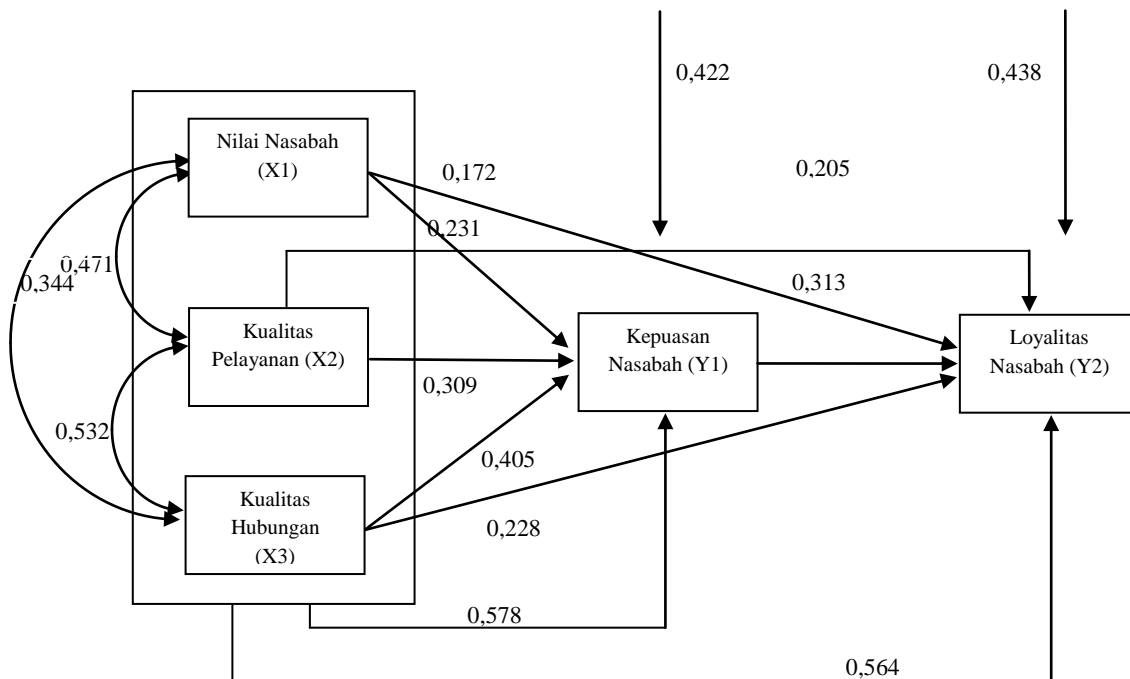 0,422
0,438
Nilai Nasabah
(X1)
0,172
0,205
0,231
0,471
0,344
0,313
Kualitas
Pelayanan (X2)
Kepuasan
Nasabah (Y1)
Loyalitas
Nasabah (Y2)
0,309
0,532
0,405
Kualitas
Hubungan
(X3)
0,228
0,578
0,564